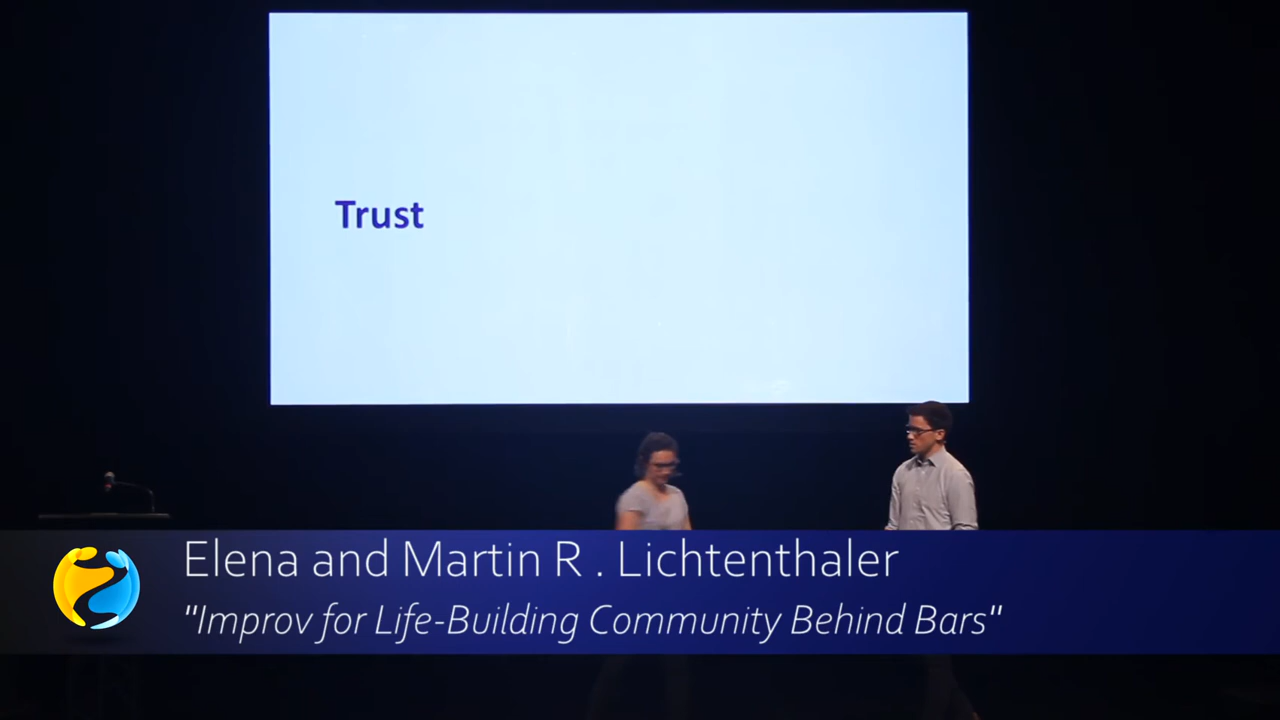 Trust
Elena and Martin R . Lichtenthaler
"Improv for Life-Building Community Behind Bars"